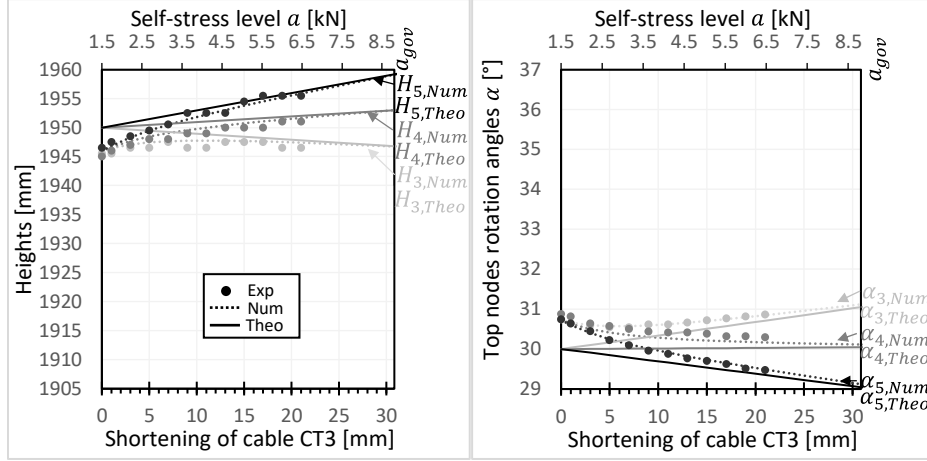 Self-stress level a [kN]
1.5 2.5 3.5 4.5 5.5 6.5 7.5 8.5
a_gov
1960
1955
1950
1945
1940
1935
1930
1925
1920
1915
1910
1905
Heights [mm]
H_5,Num
H_5,Theo
H_4,Num
H_4,Theo
H_3,Num
H_3,Theo
Exp
Num
Theo
0 5 10 15 20 25 30
Shortening of cable CT3 [mm]
Self-stress level a [kN]
1.5 2.5 3.5 4.5 5.5 6.5 7.5 8.5
a_gov
37
36
35
34
33
32
31
30
29
Top nodes rotation angles α [°]
α_3,Num
α_3,Theo
α_4,Num
α_4,Theo
α_5,Num
α_5,Theo
0 5 10 15 20 25 30
Shortening of cable CT3 [mm]